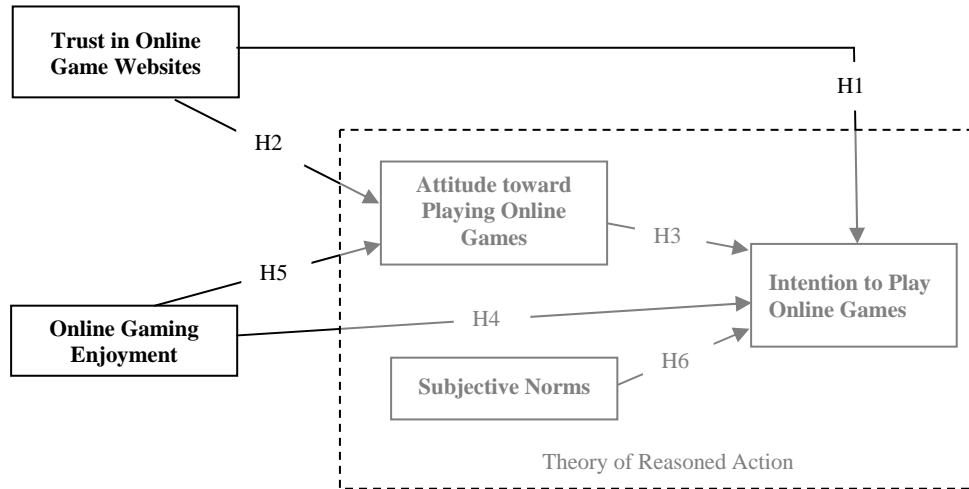 Trust in Online
Game Websites
H1
H2
Attitude toward
Playing Online
Games
H3
H5
Intention to Play
Online Games
Online Gaming
Enjoyment
H4
H6
Subjective Norms
Theory of Reasoned Action